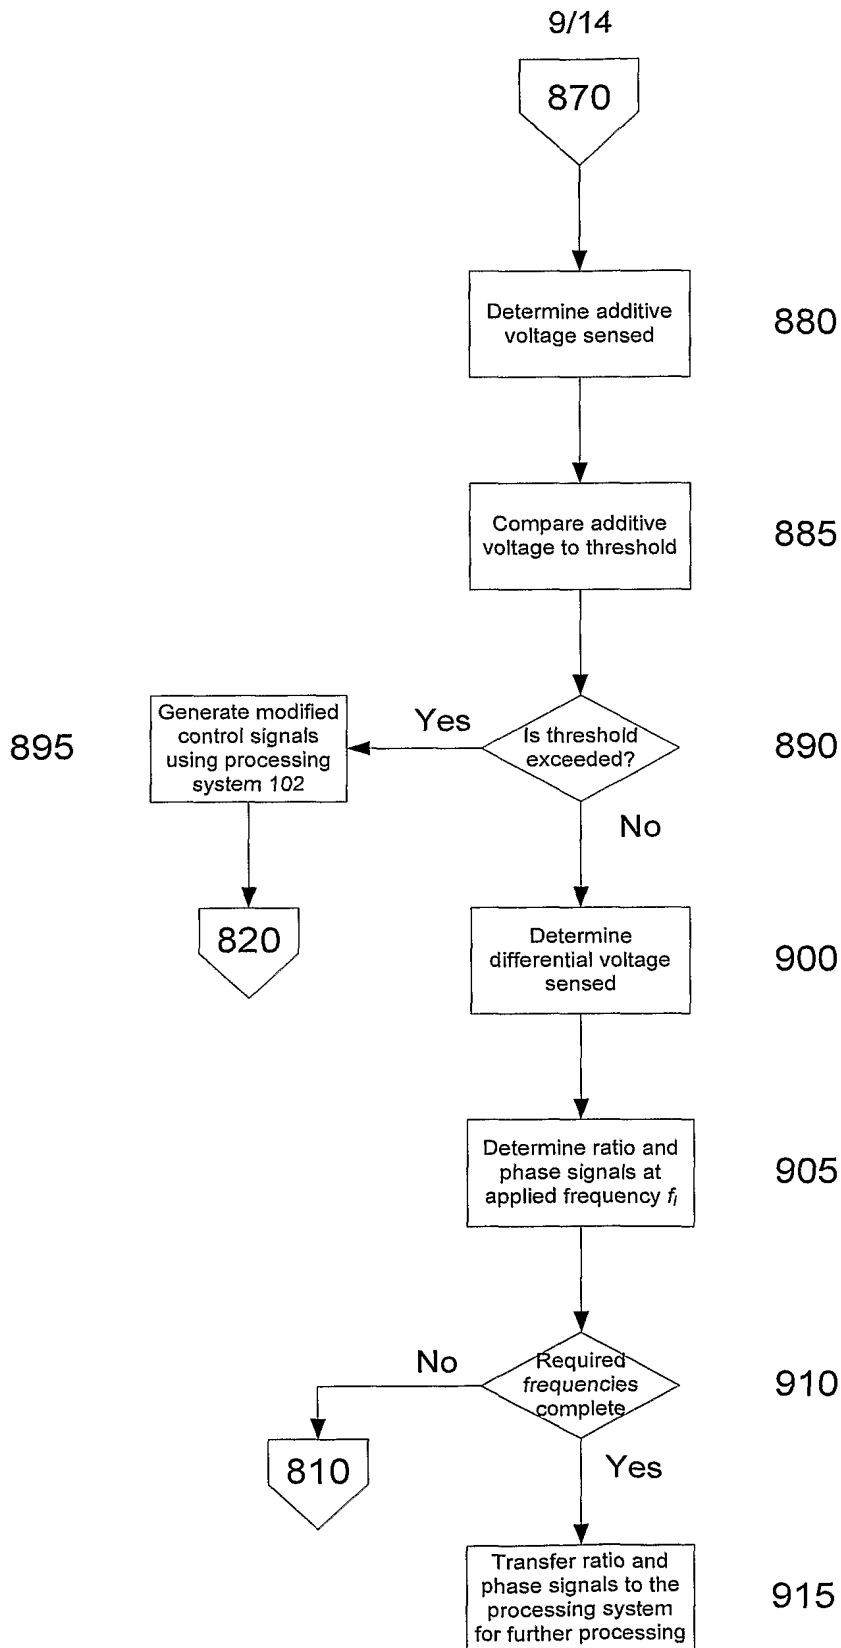 9/14
870
Determine additive
voltage sensed
880
Compare additive
voltage to threshold
885
895
Generate modified
control signals
using processing
system 102
Yes
Is threshold
exceeded?
890
No
820
Determine
differential voltage
sensed
900
Determine ratio and
phase signals at
applied frequency fi
905
No
Required
frequencies
complete
910
810
Yes
Transfer ratio and
phase signals to the
processing system
for further processing
915